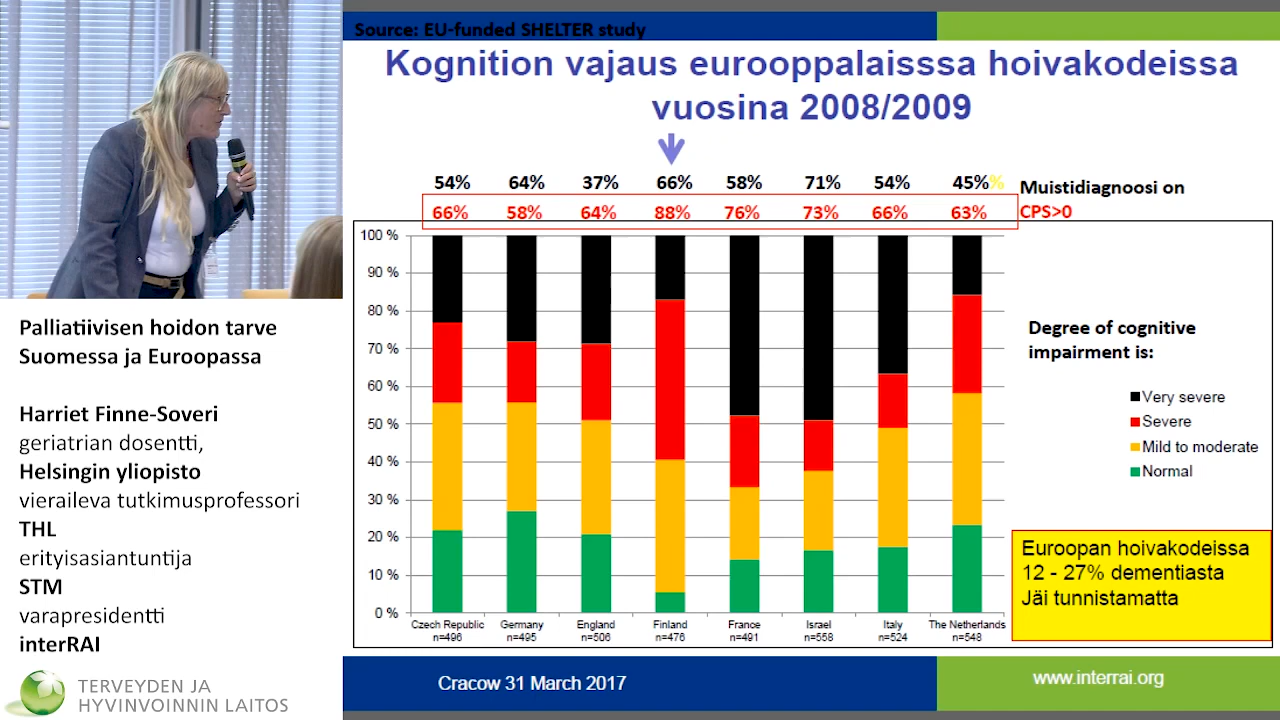 Source: EU-funded SHELTER study
Kognition vajaus eurooppalaisssa hoivakodeissa
vuosina 2008/2009
54% 64% 37% 66% 58% 71% 54% 45%% Muistidiagnoosi on
66% 58% 64% 88% 76% 73% 66% 63% CPS>0
100 %
90 %
80 %
70 %
60 %
50 %
40 %
30 %
20 %
10 %
0 %
Czech Republic Germany England Finland France Israel Italy The Netherlands
n=496 n=495 n=506 n=476 n=491 n=558 n=524 n=548
Degree of cognitive
impairment is:
Very severe
Severe
Mild to moderate
Normal
Euroopan hoivakodeissa
12 - 27% dementiasta
Jäi tunnistamatta
Cracow 31 March 2017
www.interrai.org
Palliatiivisen hoidon tarve
Suomessa ja Euroopassa
Harriet Finne-Soveri
geriatrian dosentti,
Helsingin yliopisto
vieraileva tutkimusprofessori
THL
erityisasiantuntija
STM
varapresidentti
interRAI
TERVEYDEN JA
HYVINVOINNIN LAITOS